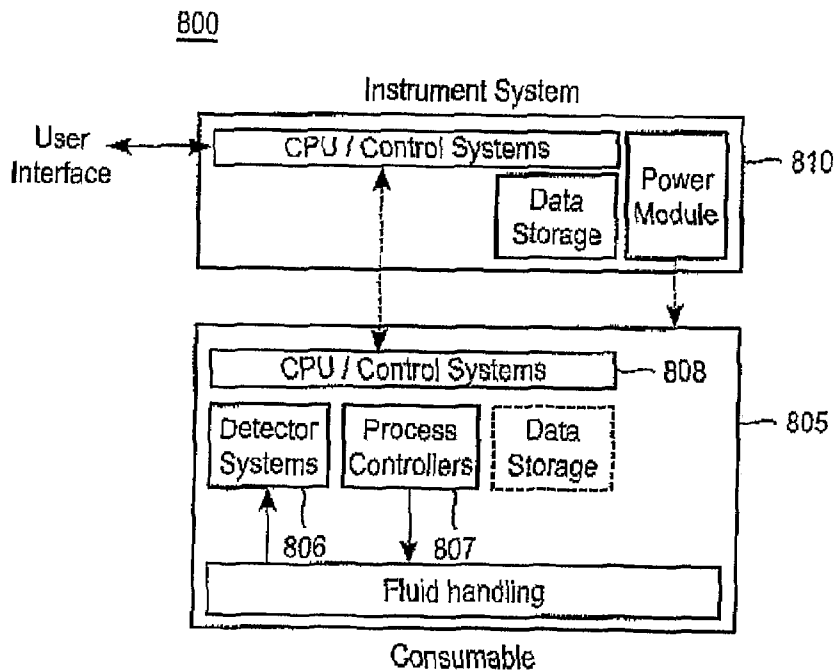 800
Instrument System
User
Interface
CPU / Control Systems
Data
Storage
Power
Module
810
CPU / Control Systems
808
805
Detector
Systems
Process
Controllers
Data
Storage
806
807
Fluid handling
Consumable